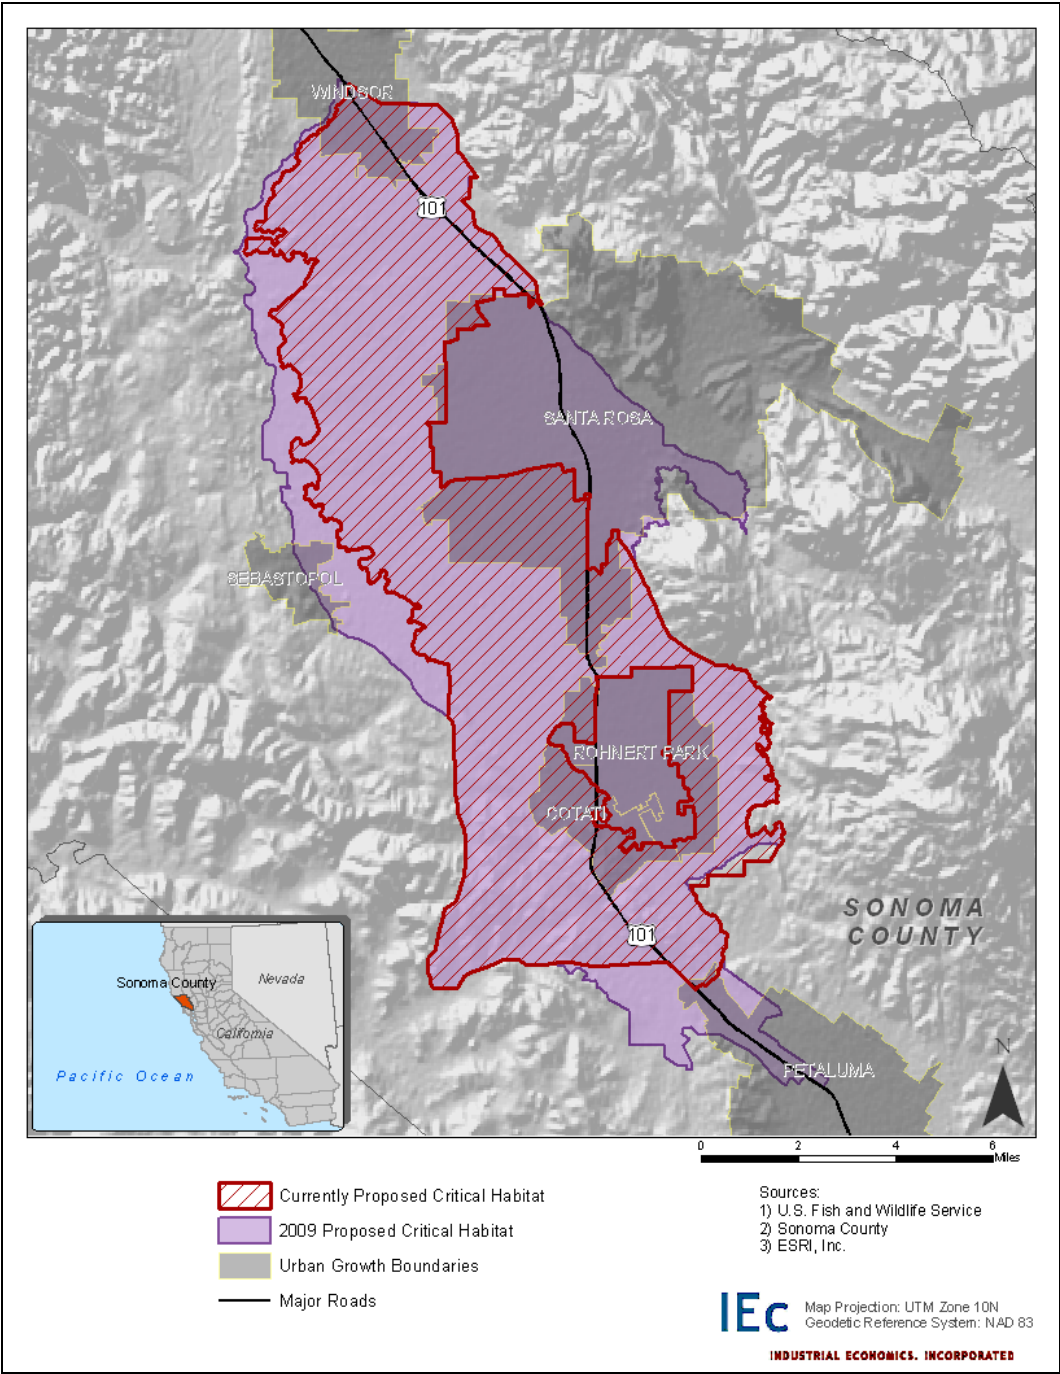 WINDSOR
101
SANTA ROSA
SEBASTOPOL
ROHNERT PARK
COTATI
101
SONOMA
COUNTY
PETALUMA
N
Sonoma County
Nevada
California
Pacific Ocean
0 2 4 6
Miles
Currently Proposed Critical Habitat
2009 Proposed Critical Habitat
Urban Growth Boundaries
Major Roads
Sources:
1) U.S. Fish and Wildlife Service
2) Sonoma County
3) ESRI, Inc.
IEc
Map Projection: UTM Zone 10N
Geodetic Reference System: NAD 83
INDUSTRIAL ECONOMICS, INCORPORATED